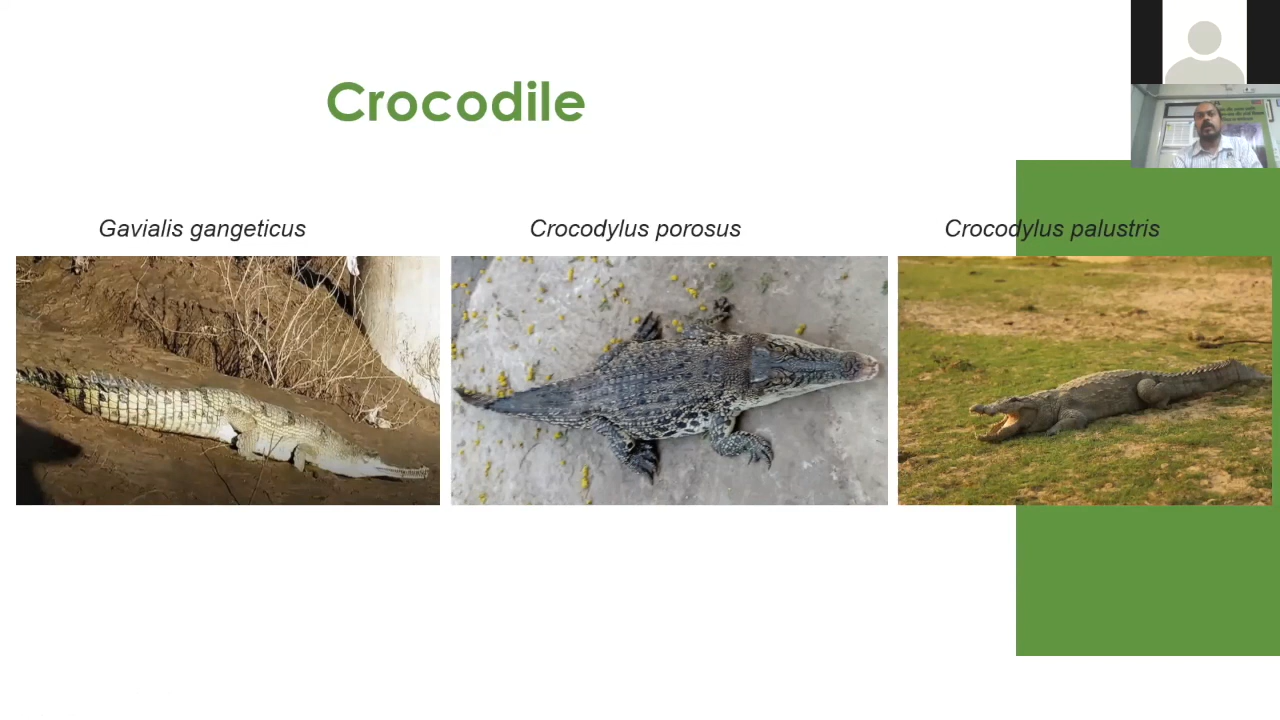 Crocodile
Gavialis gangeticus
Crocodylus porosus
Crocodylus palustris